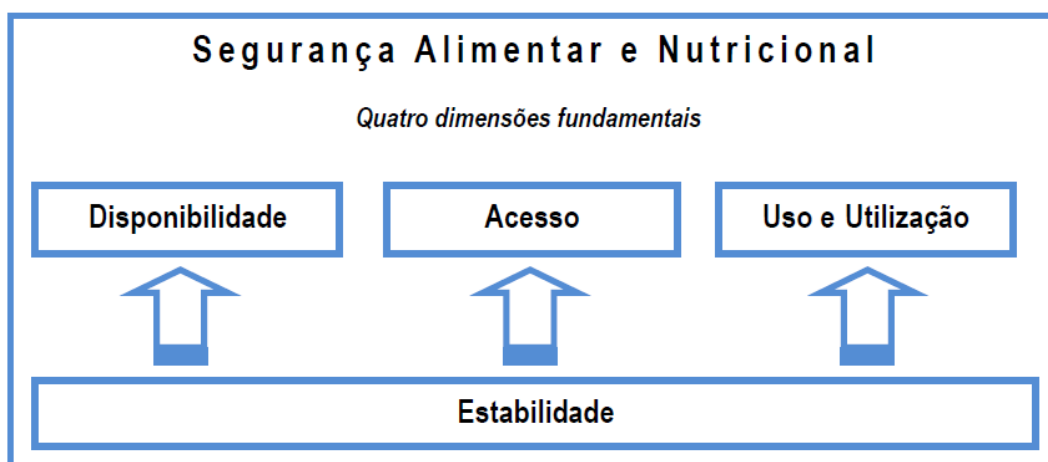 Segurança Alimentar e Nutricional
Quatro dimensões fundamentais
Disponibilidade
Acesso
Uso e Utilização
Estabilidade